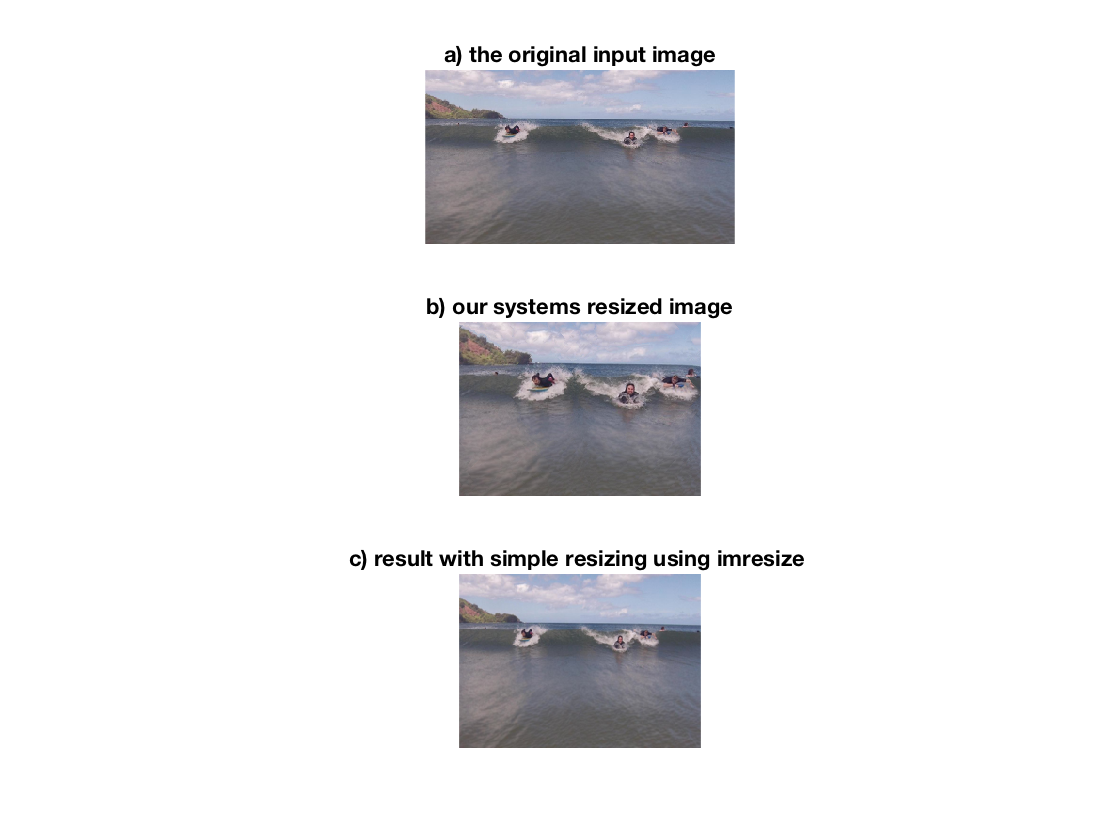 a) the original input image
b) our systems resized image
c) result with simple resizing using imresize